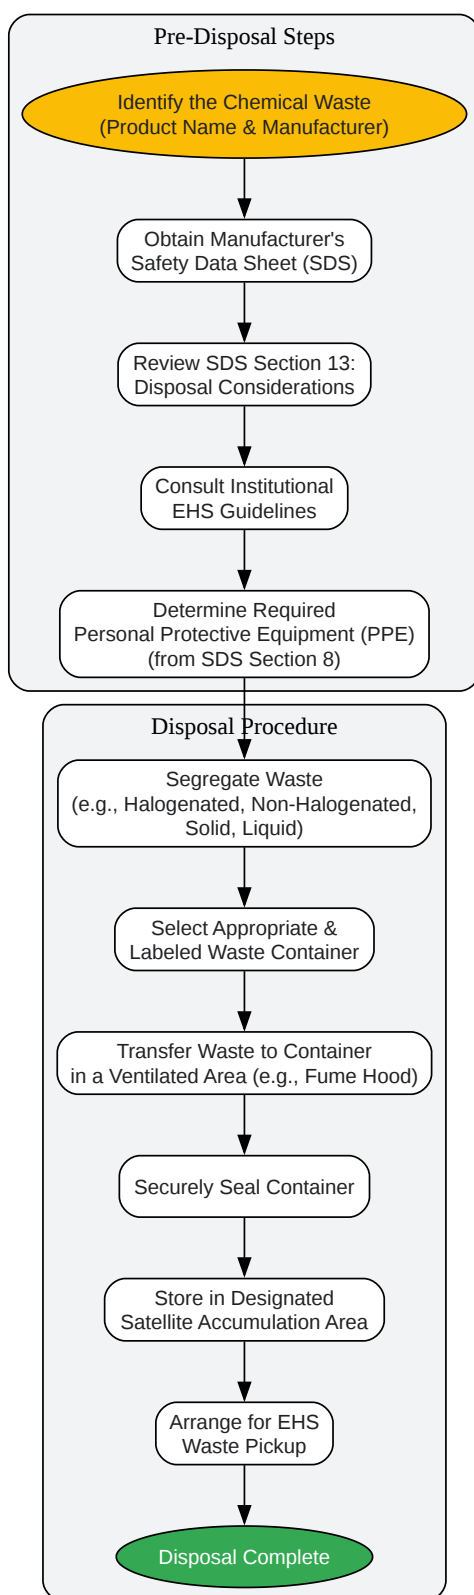 Pre-Disposal Steps
Identify the Chemical Waste
(Product Name & Manufacturer)
Obtain Manufacturer's
Safety Data Sheet (SDS)
Review SDS Section 13:
Disposal Considerations
Consult Institutional
EHS Guidelines
Determine Required
Personal Protective Equipment (PPE)
(from SDS Section 8)
Disposal Procedure
Segregate Waste
(e.g., Halogenated, Non-Halogenated,
Solid, Liquid)
Select Appropriate &
Labeled Waste Container
Transfer Waste to Container
in a Ventilated Area (e.g., Fume Hood)
Securely Seal Container
Store in Designated
Satellite Accumulation Area
Arrange for EHS
Waste Pickup
Disposal Complete